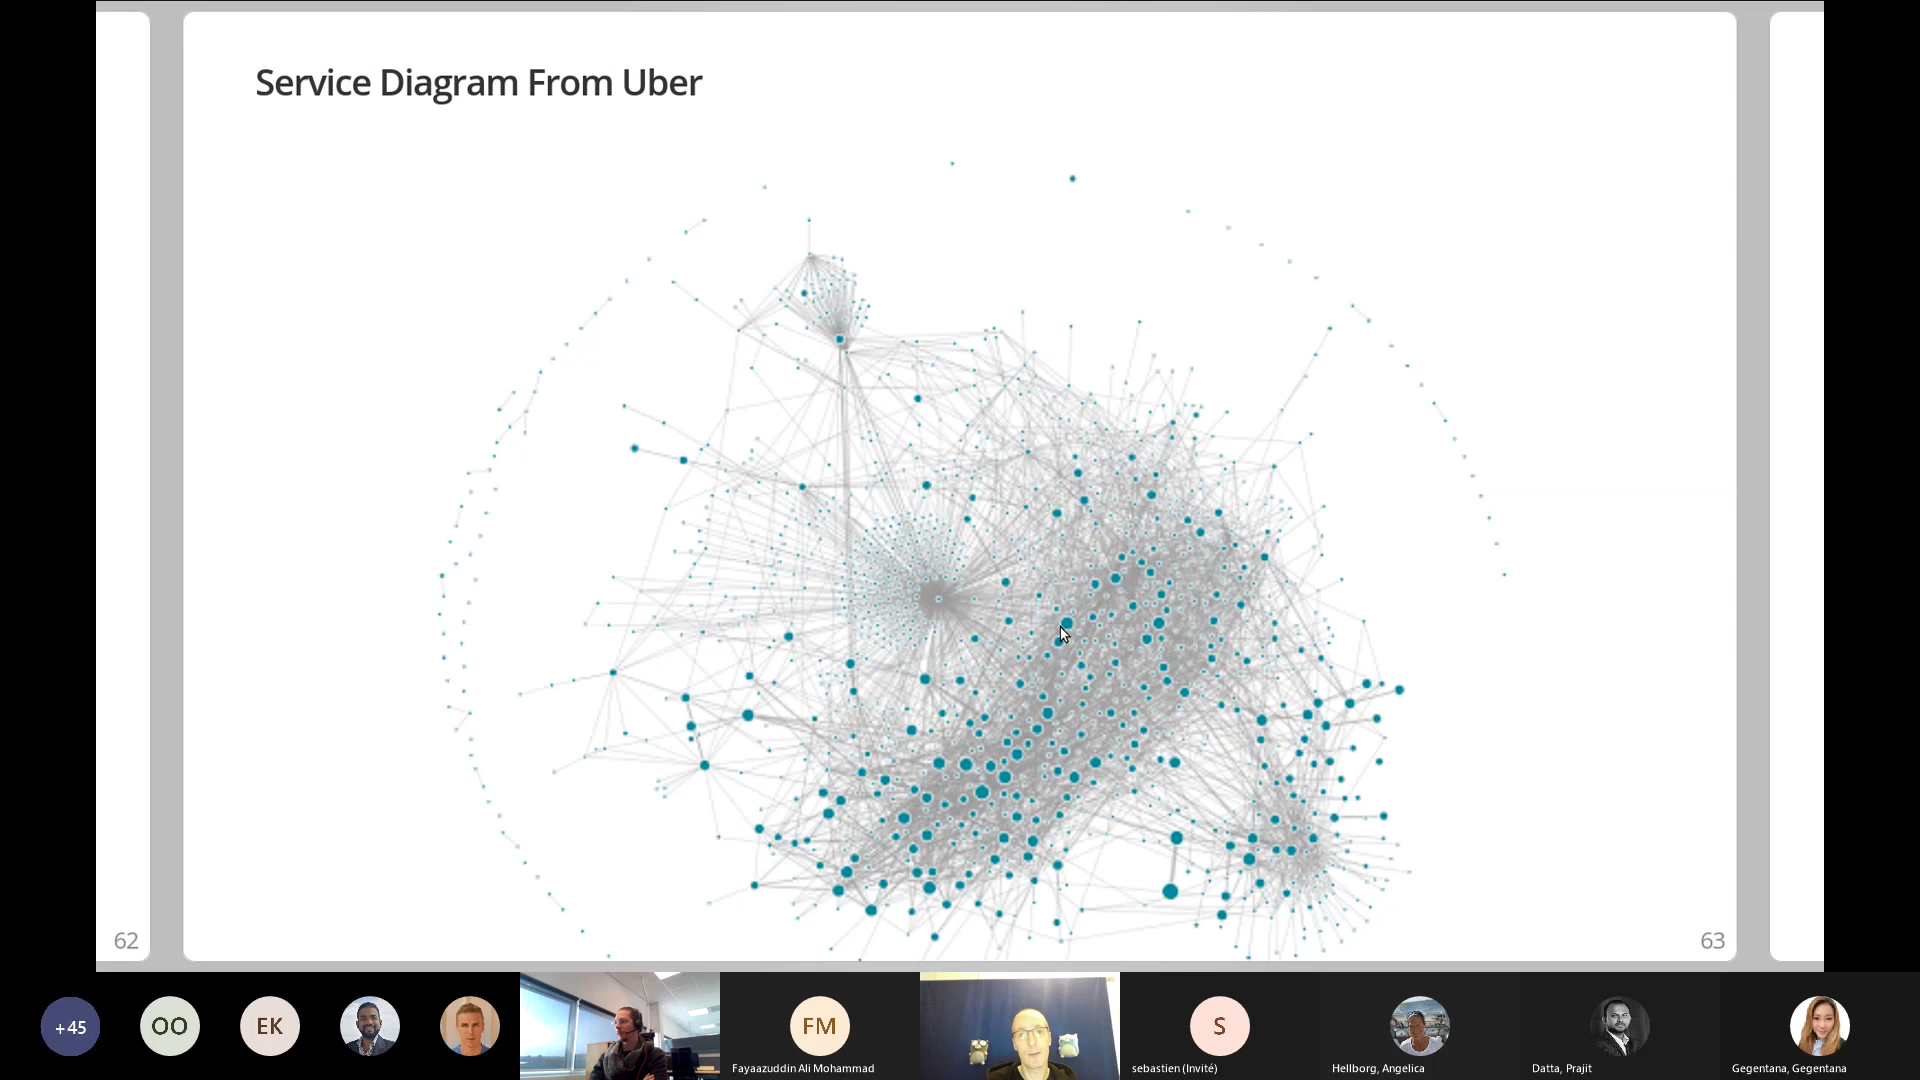 Service Diagram From Uber
62
63
+45
OO
EK
FM
S
Fayaazuddin Ali Mohammad
sebastien (Invité)
Hellborg, Angelica
Datta, Prajit
Gegentana, Gegentana